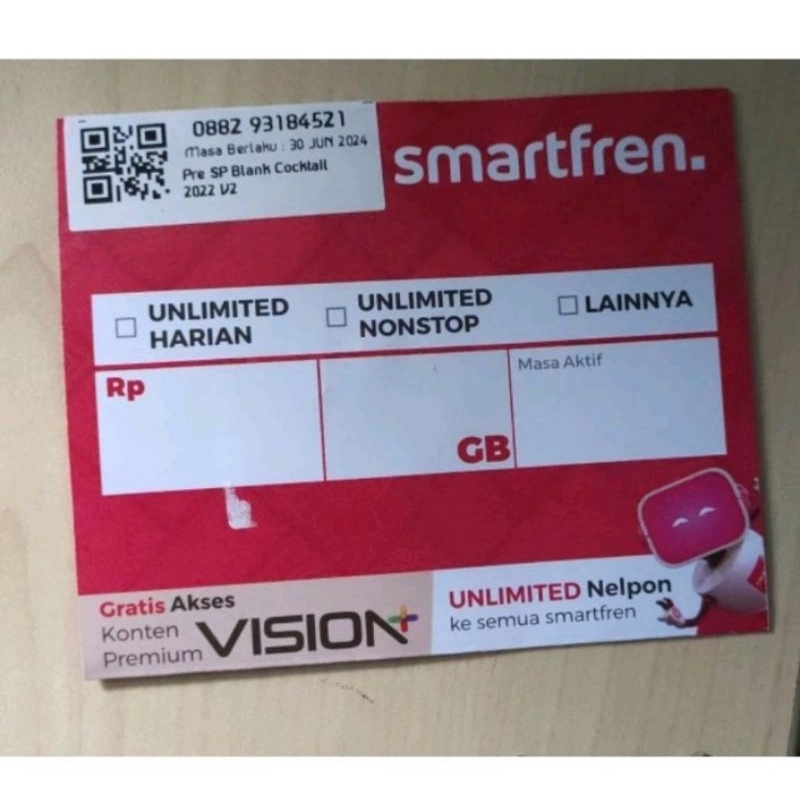 0882 93184521
Masa Berlaku : 30 JUN 2024
Pre SP Blank Cocktail
2022 V2
smartfren.
UNLIMITED HARIAN
UNLIMITED NONSTOP
LAINNYA
Rp
GB
Masa Aktif
Gratis Akses
Konten
Premium
VISION+
UNLIMITED Nelpon
ke semua smartfren